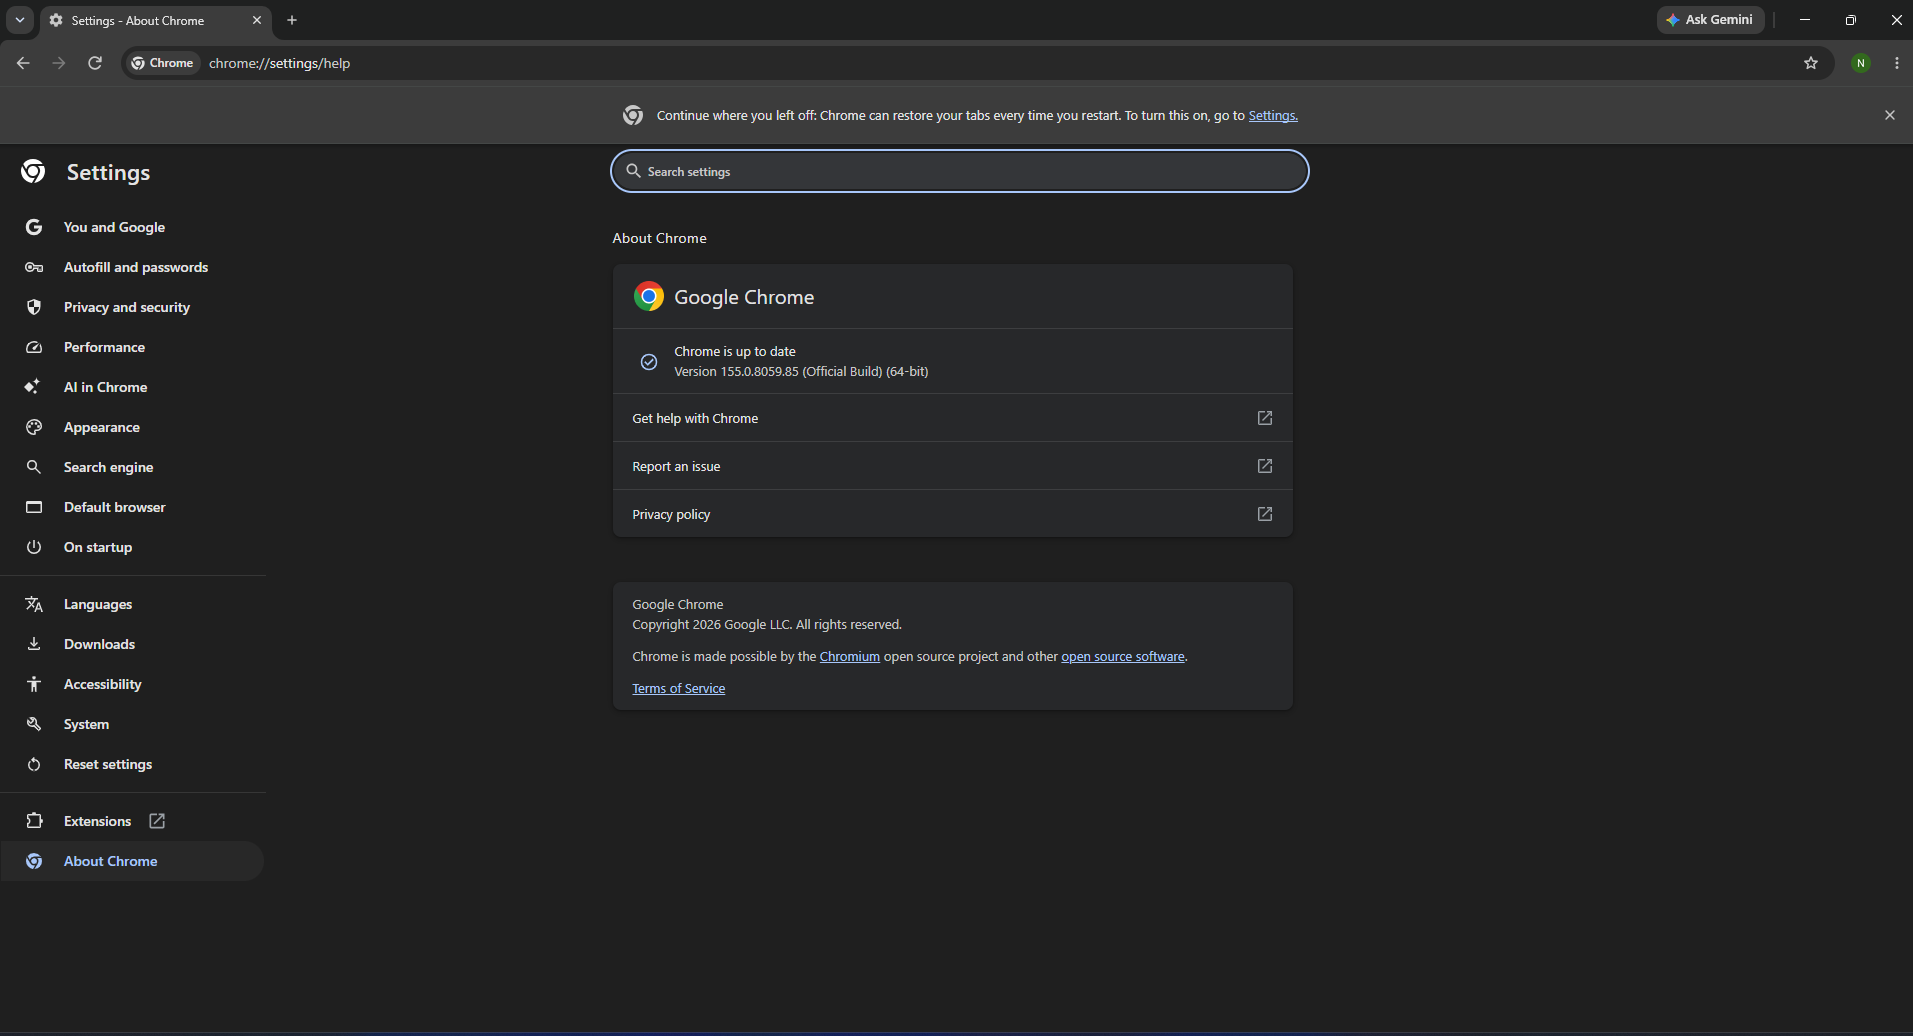 Settings - About Chrome
Ask Gemini
Chrome
chrome://settings/help
N
Continue where you left off: Chrome can restore your tabs every time you restart. To turn this on, go to Settings.
Settings
Search settings
You and Google
Autofill and passwords
Privacy and security
Performance
AI in Chrome
Appearance
Search engine
Default browser
On startup
Languages
Downloads
Accessibility
System
Reset settings
Extensions
About Chrome
About Chrome
Google Chrome
Chrome is up to date
Version 155.0.8059.85 (Official Build) (64-bit)
Get help with Chrome
Report an issue
Privacy policy
Google Chrome
Copyright 2026 Google LLC. All rights reserved.
Chrome is made possible by the Chromium open source project and other open source software.
Terms of Service